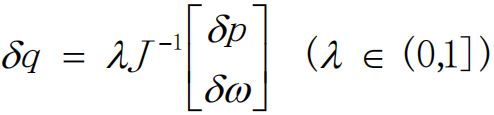 δq = λJ⁻¹ [δp δω] (λ ∈ (0,1])